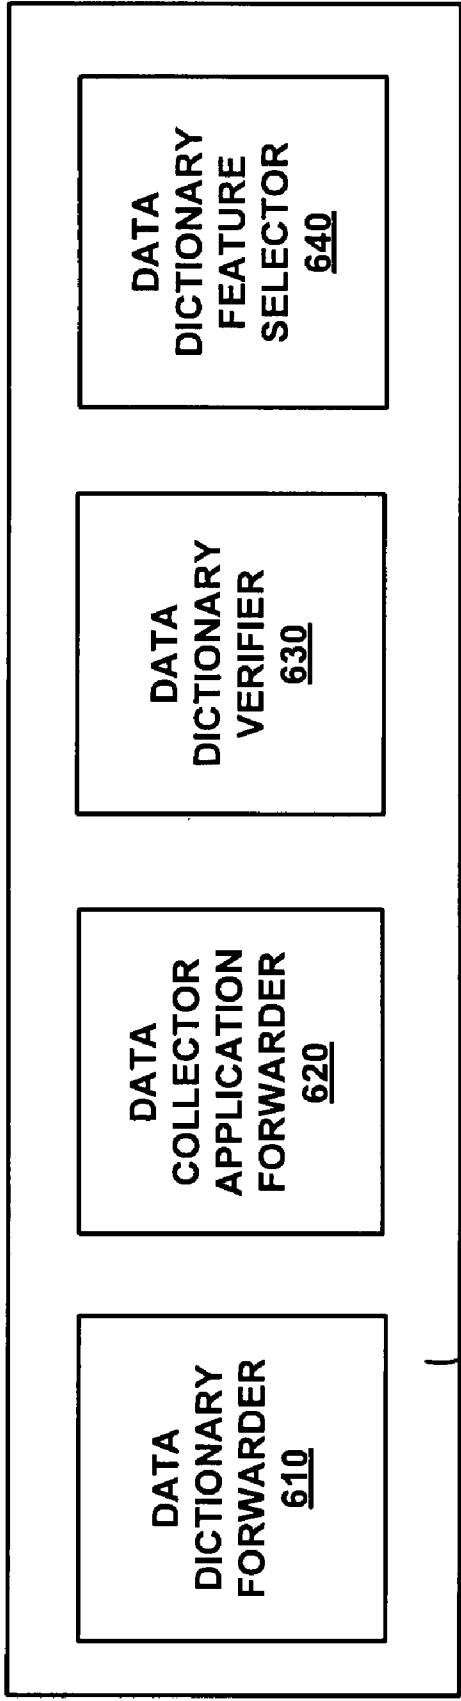 DATA
DICTIONARY
FORWARDER
610
DATA
COLLECTOR
APPLICATION
FORWARDER
620
DATA
DICTIONARY
VERIFIER
630
DATA
DICTIONARY
FEATURE
SELECTOR
640